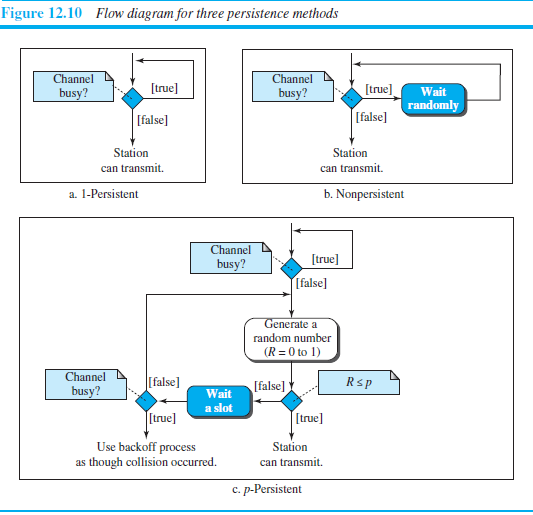 Figure 12.10 Flow diagram for three persistence methods
Channel
busy?
[true]
[false]
Station
can transmit.
a. 1-Persistent
Channel
busy?
[true]
Wait
randomly
[false]
Station
can transmit.
b. Nonpersistent
Channel
busy?
[true]
[false]
Generate a
random number
(R = 0 to 1)
Channel
busy?
[false]
Wait
a slot
[false]
R ≤ p
[true]
[true]
Use backoff process
as though collision occurred.
Station
can transmit.
c. p-Persistent